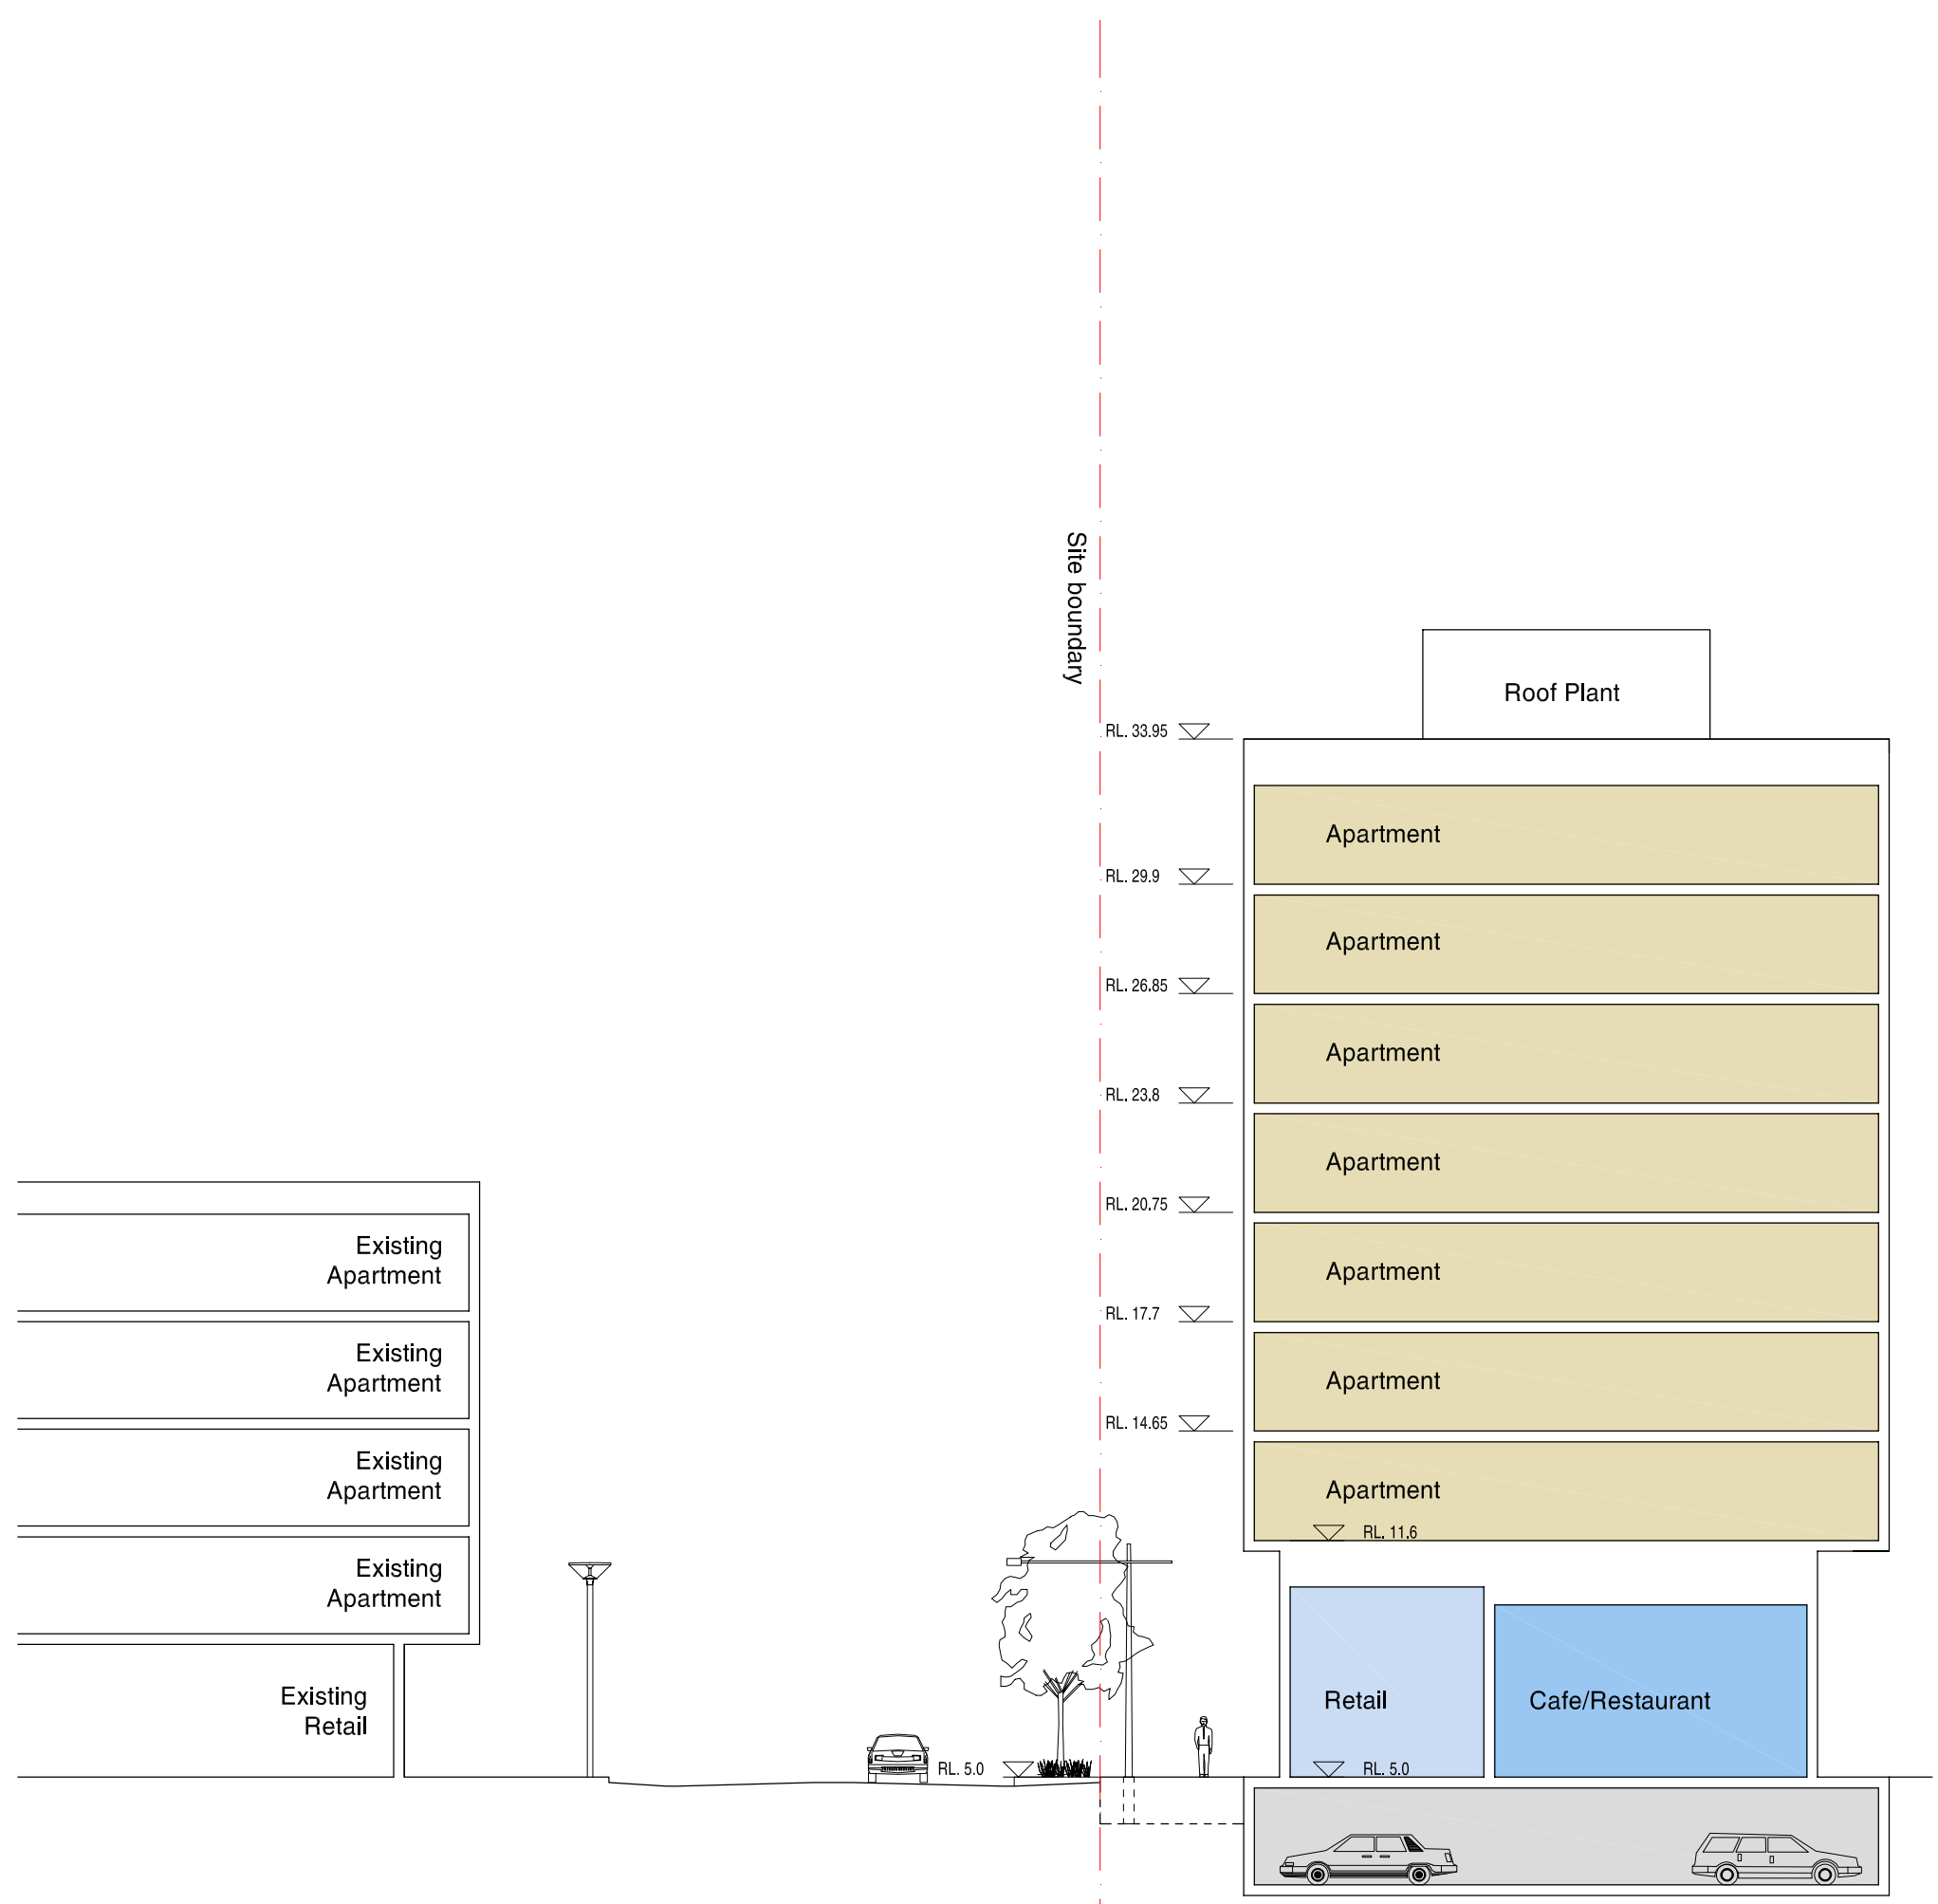 Site boundary
Roof Plant
RL. 33.95
Apartment
RL. 29.9
Apartment
RL. 26.85
Apartment
RL. 23.8
Apartment
RL. 20.75
Apartment
RL. 17.7
Apartment
RL. 14.65
Apartment
RL. 11.6
Existing
Apartment
Existing
Apartment
Existing
Apartment
Existing
Apartment
Existing
Retail
Retail
Cafe/Restaurant
RL. 5.0
RL. 5.0